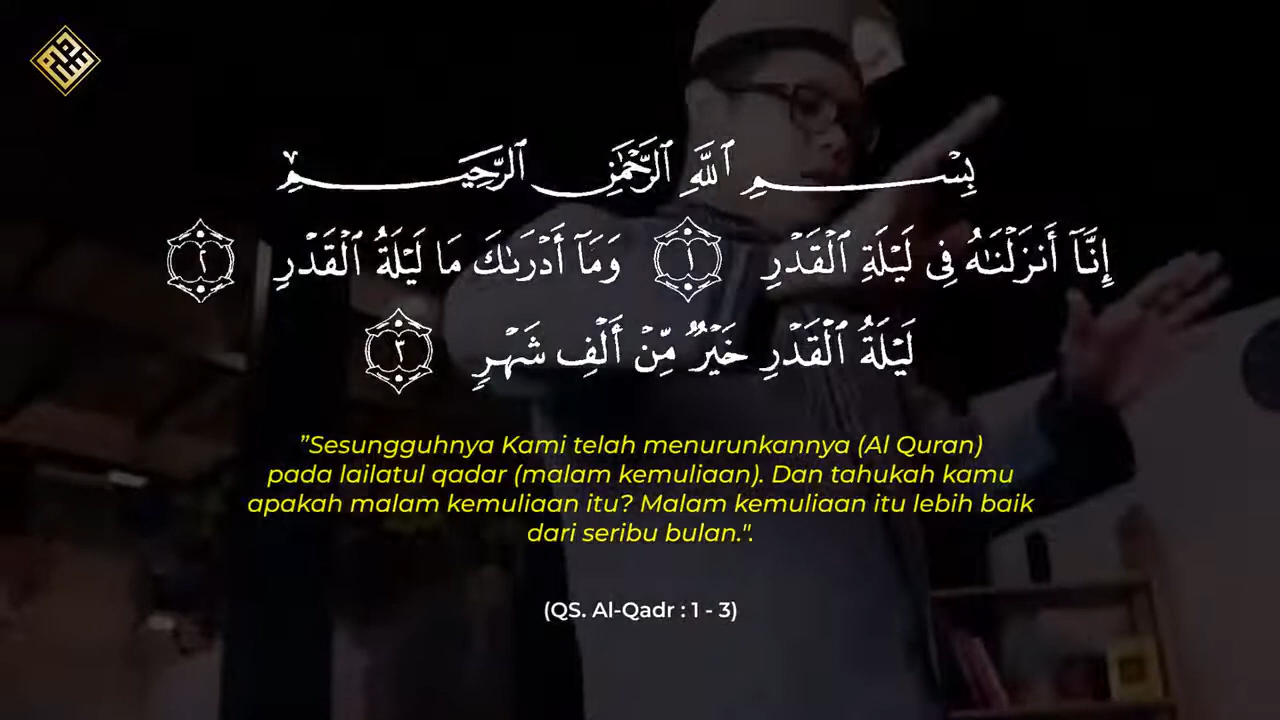 بِسْــــمِ ٱللَّهِ ٱلرَّحْمَٰنِ ٱلرَّحِيمِ
إِنَّآ أَنزَلْنَٰهُ فِى لَيْلَةِ ٱلْقَدْرِ ١ وَمَآ أَدْرَىٰكَ مَا لَيْلَةُ ٱلْقَدْرِ ٢
لَيْلَةُ ٱلْقَدْرِ خَيْرٌ مِّنْ أَلْفِ شَهْرٍ ٣
”Sesungguhnya Kami telah menurunkannya (Al Quran)
pada lailatul qadar (malam kemuliaan). Dan tahukah kamu
apakah malam kemuliaan itu? Malam kemuliaan itu lebih baik
dari seribu bulan.".
(QS. Al-Qadr : 1 - 3)